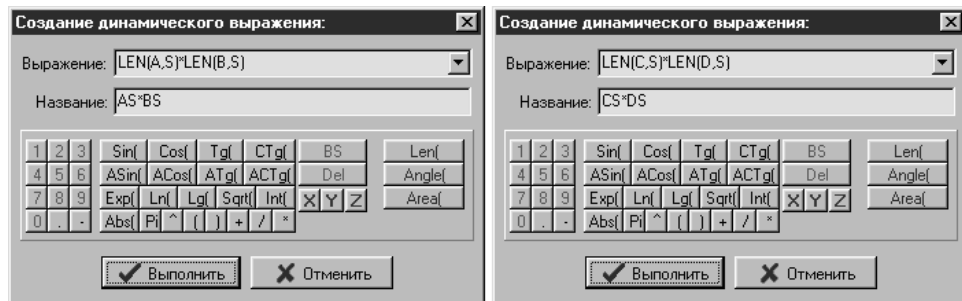 Создание динамического выражения:
Выражение: LEN(A,S)*LEN(B,S)
Название: AS*BS
1 2 3 Sin( Cos( Tg( CTg( BS Len(
4 5 6 ASin( ACos( ATg( ACTg( Del Angle(
7 8 9 Exp( Ln( Lg( Sqrt( Int( X Y Z Area(
0 . - Abs( Pi ^ ( ) + / *
Выполнить Отменить
Создание динамического выражения:
Выражение: LEN(C,S)*LEN(D,S)
Название: CS*DS
1 2 3 Sin( Cos( Tg( CTg( BS Len(
4 5 6 ASin( ACos( ATg( ACTg( Del Angle(
7 8 9 Exp( Ln( Lg( Sqrt( Int( X Y Z Area(
0 . - Abs( Pi ^ ( ) + / *
Выполнить Отменить